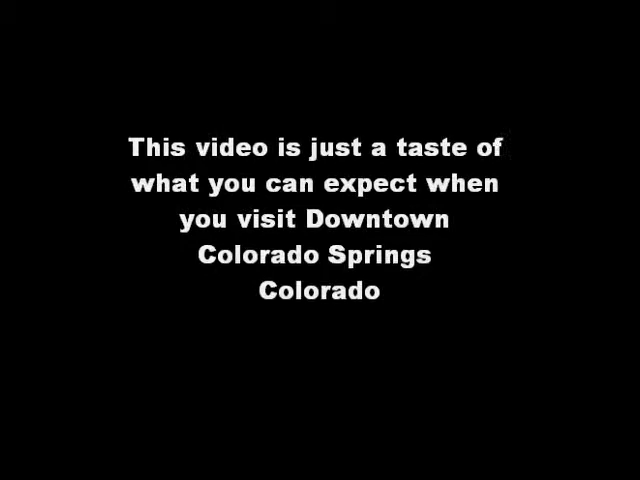 This video is just a taste of
what you can expect when
you visit Downtown
Colorado Springs
Colorado